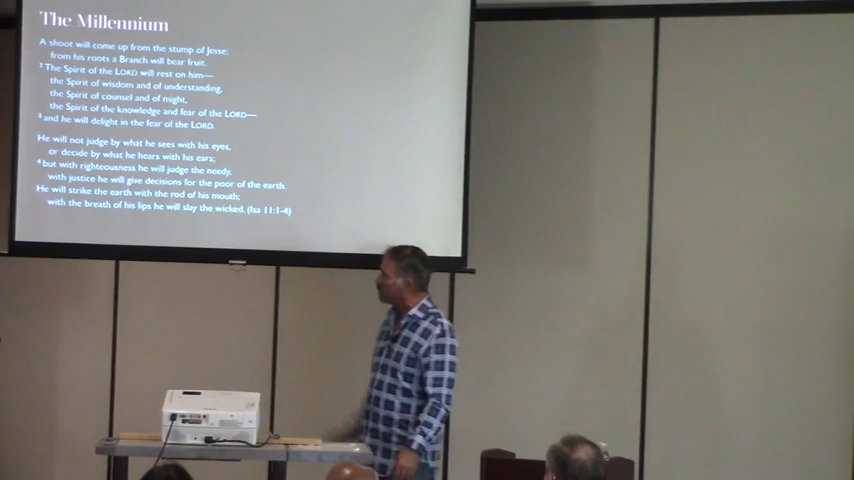 The Millennium
A shoot will come up from the stump of Jesse;
from his roots a Branch will bear fruit.
2 The Spirit of the LORD will rest on him—
the Spirit of wisdom and of understanding,
the Spirit of counsel and of might,
the Spirit of the knowledge and fear of the LORD—
3 and he will delight in the fear of the LORD.
He will not judge by what he sees with his eyes,
or decide by what he hears with his ears;
4 but with righteousness he will judge the needy,
with justice he will give decisions for the poor of the earth.
He will strike the earth with the rod of his mouth;
with the breath of his lips he will slay the wicked. (Isa 11:1-4)